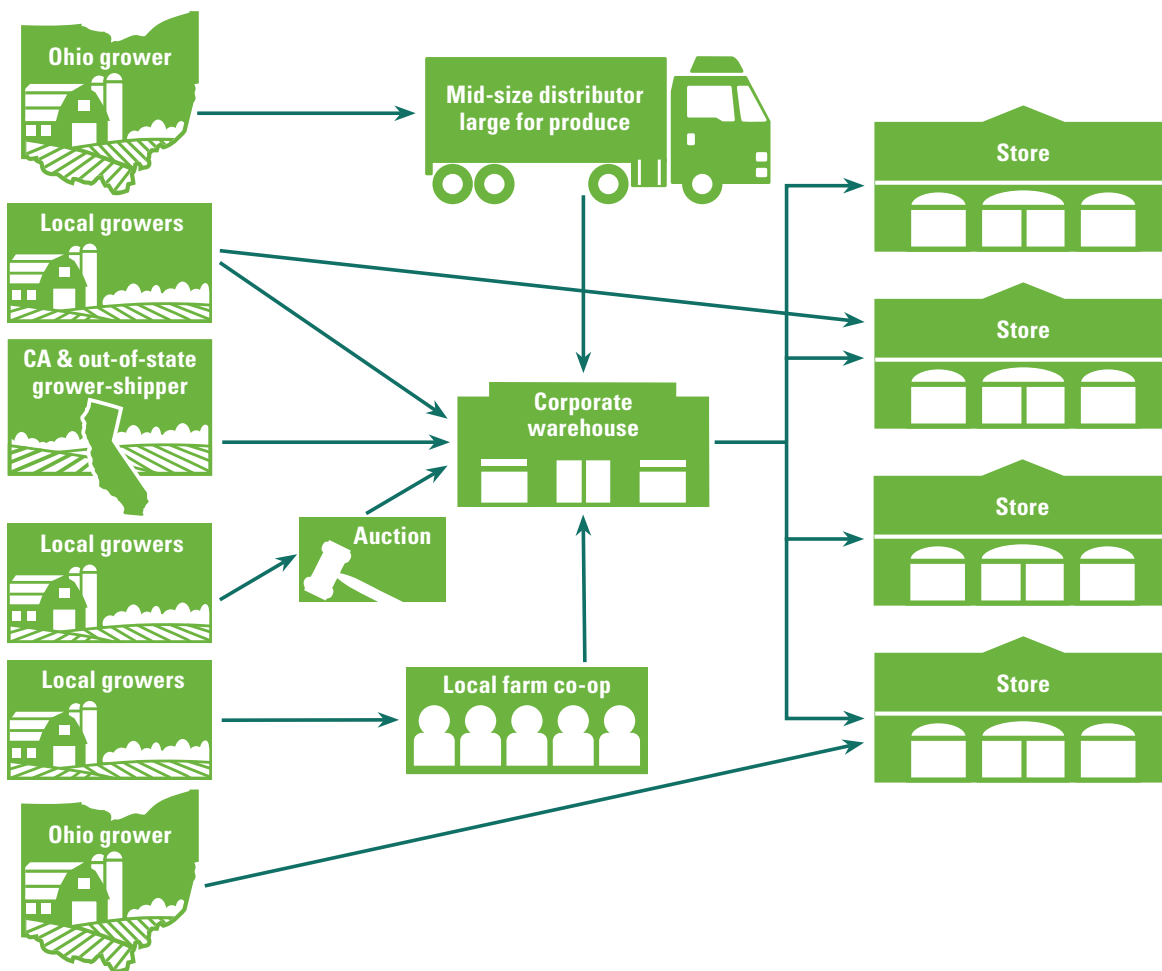 Ohio grower
Mid-size distributor
large for produce
Store
Local growers
Store
CA & out-of-state
grower-shipper
Corporate
warehouse
Store
Local growers
Auction
Local growers
Local farm co-op
Store
Ohio grower